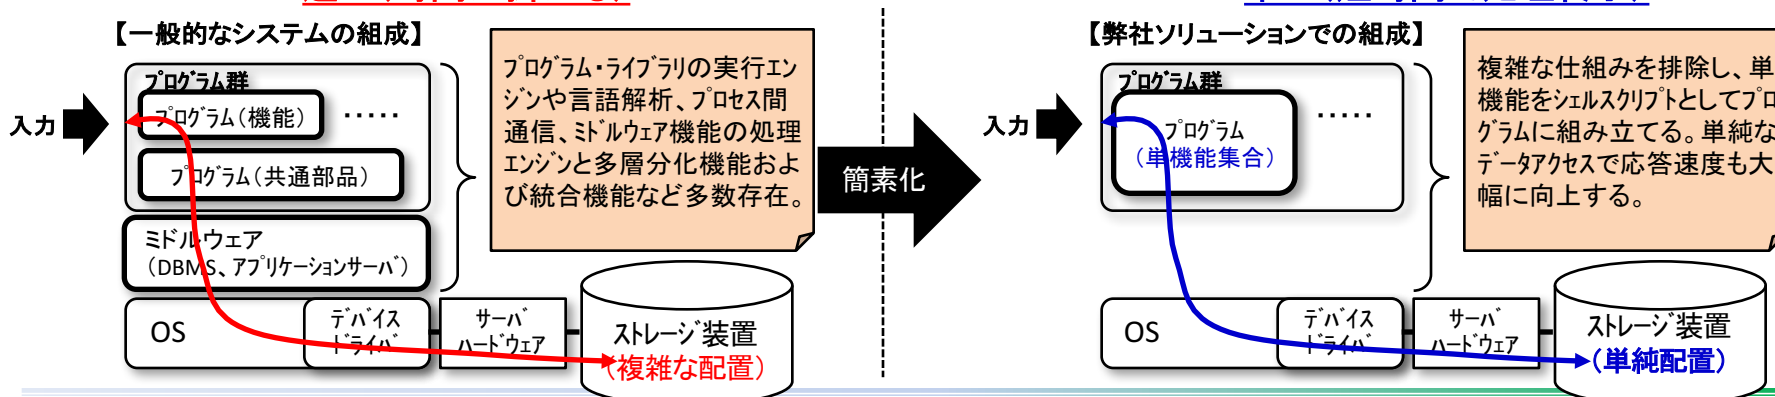 【一般的なシステムの組成】
プログラム群
プログラム(機能) ・・・・・
入力
プログラム(共通部品)
ミドルウェア
(DBMS、アプリケーションサーバ)
OS
デバイス
ドライバ
サーバ
ハードウェア
ストレージ装置
(複雑な配置)
プログラム・ライブラリの実行エン
ジンや言語解析、プロセス間
通信、ミドルウェア機能の処理
エンジンと多層分化機能およ
び統合機能など多数存在。
簡素化
【弊社ソリューションでの組成】
プログラム群
プログラム ・・・・・
(単機能集合)
入力
OS
デバイス
ドライバ
サーバ
ハードウェア
ストレージ装置
(単純配置)
複雑な仕組みを排除し、単
機能をシェルスクリプトとしてプロ
グラムに組み立てる。単純な
データアクセスで応答速度も大
幅に向上する。